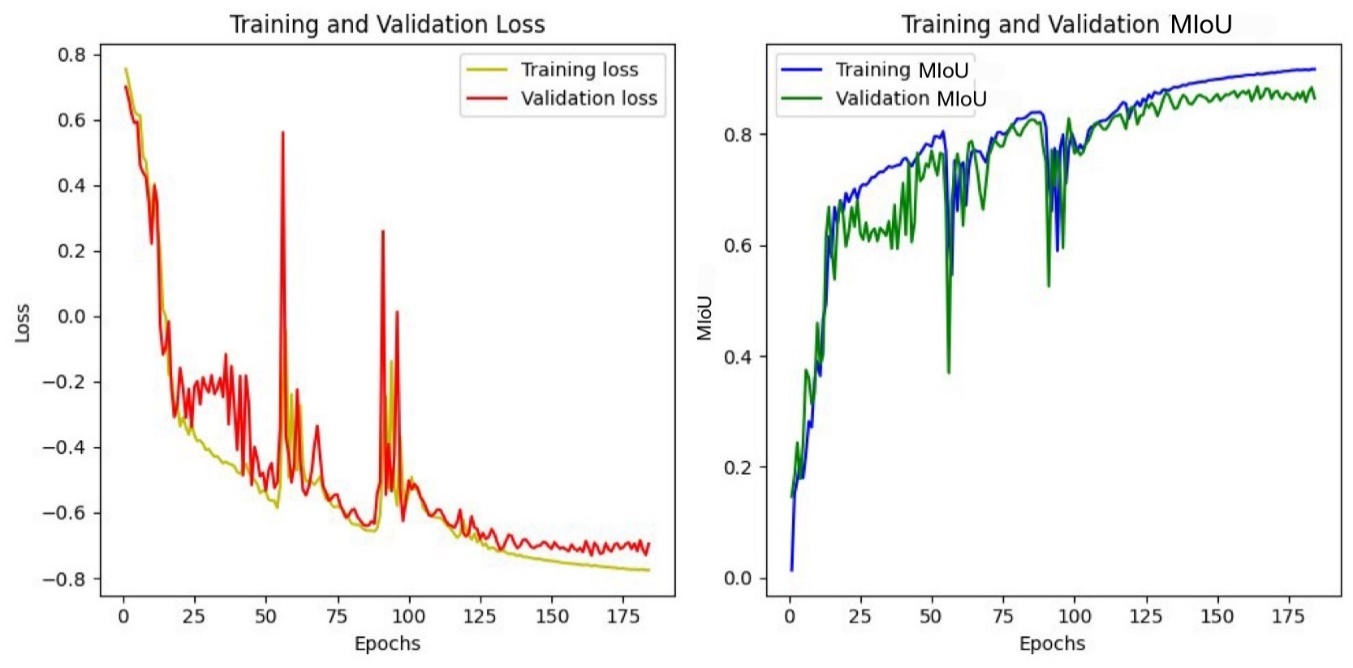 Training and Validation Loss
Training loss
Validation loss
0.8
0.6
0.4
0.2
0.0
−0.2
−0.4
−0.6
−0.8
Loss
0 25 50 75 100 125 150 175
Epochs
Training and Validation MIoU
Training MIoU
Validation MIoU
0.8
0.6
0.4
0.2
0.0
MIoU
0 25 50 75 100 125 150 175
Epochs